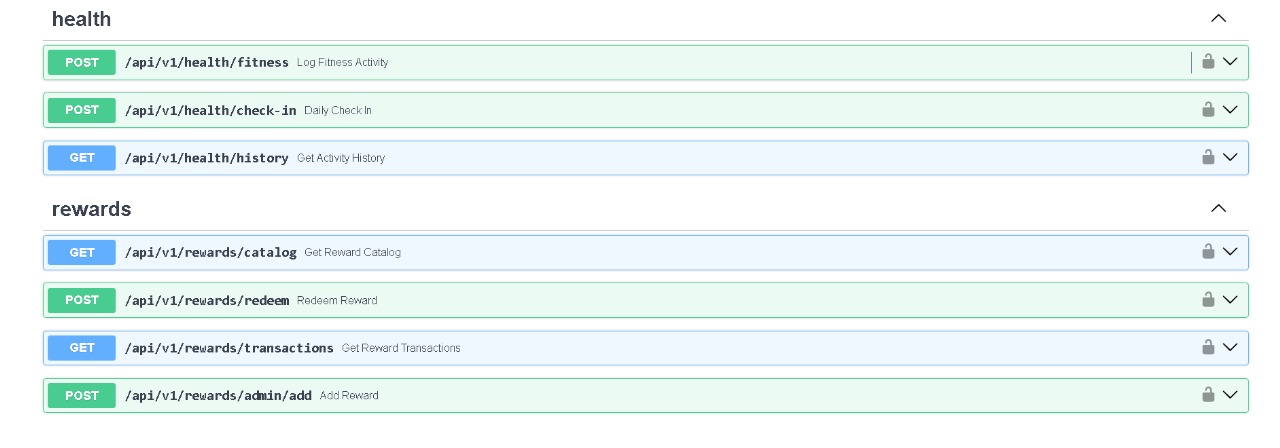 health
POST /api/v1/health/fitness Log Fitness Activity
POST /api/v1/health/check-in Daily Check In
GET /api/v1/health/history Get Activity History
rewards
GET /api/v1/rewards/catalog Get Reward Catalog
POST /api/v1/rewards/redeem Redeem Reward
GET /api/v1/rewards/transactions Get Reward Transactions
POST /api/v1/rewards/admin/add Add Reward